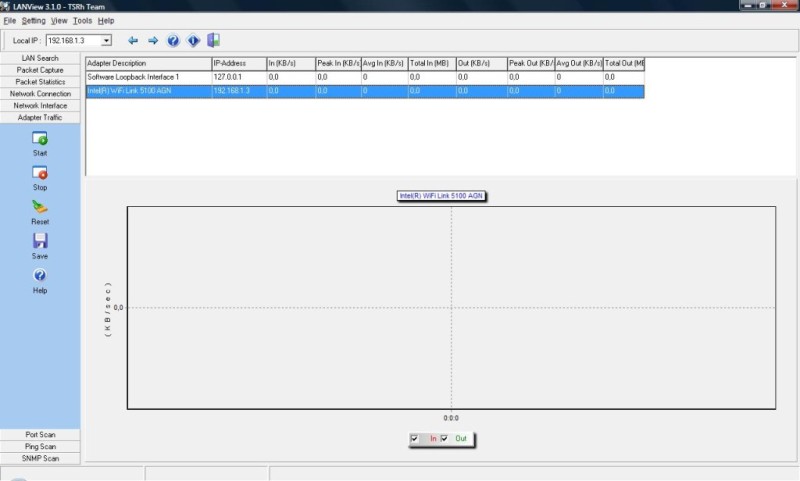 LANView 3.1.0 - TSRh Team
File Setting View Tools Help
Local IP : 192.168.1.3
LAN Search
Packet Capture
Packet Statistics
Network Connection
Network Interface
Adapter Traffic
Start
Stop
Reset
Save
Help
Port Scan
Ping Scan
SNMP Scan
Adapter Description IP-Address In (KB/s) Peak In (KB/s) Avg In (KB/s) Total In (MB) Out (KB/s) Peak Out (KB/ Avg Out (KB/s) Total Out (MB
Software Loopback Interface 1 127.0.0.1 0,0 0,0 0 0,0 0,0 0,0 0 0,0
Intel(R) WiFi Link 5100 AGN 192.168.1.3 0,0 0,0 0 0,0 0,0 0,0 0 0,0
Intel(R) WiFi Link 5100 AGN
(KB/sec)
0,0
0:0:0
In Out